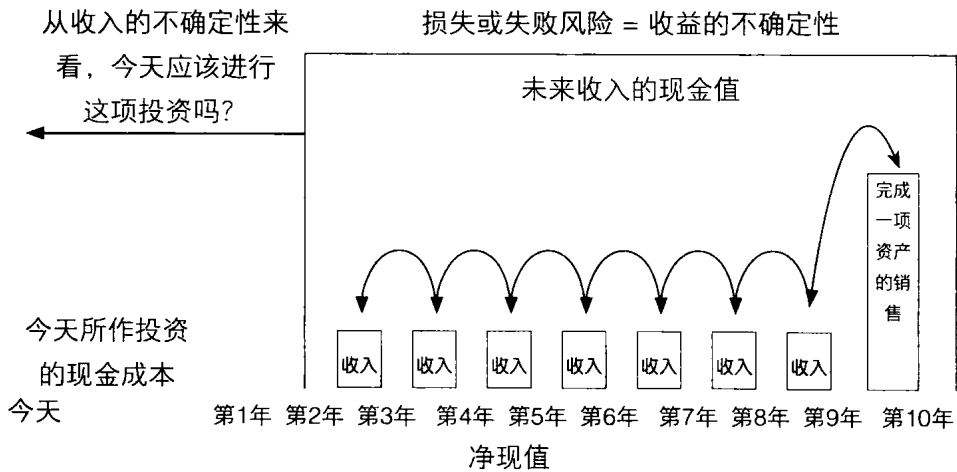 从收入的不确定性来
看，今天应该进行
这项投资吗？
损失或失败风险 = 收益的不确定性
未来收入的现金值
完成
一项
资产
的销
售
今天所作投资
的现金成本
收入 收入 收入 收入 收入 收入 收入
今天 第1年 第2年 第3年 第4年 第5年 第6年 第7年 第8年 第9年 第10年
净现值